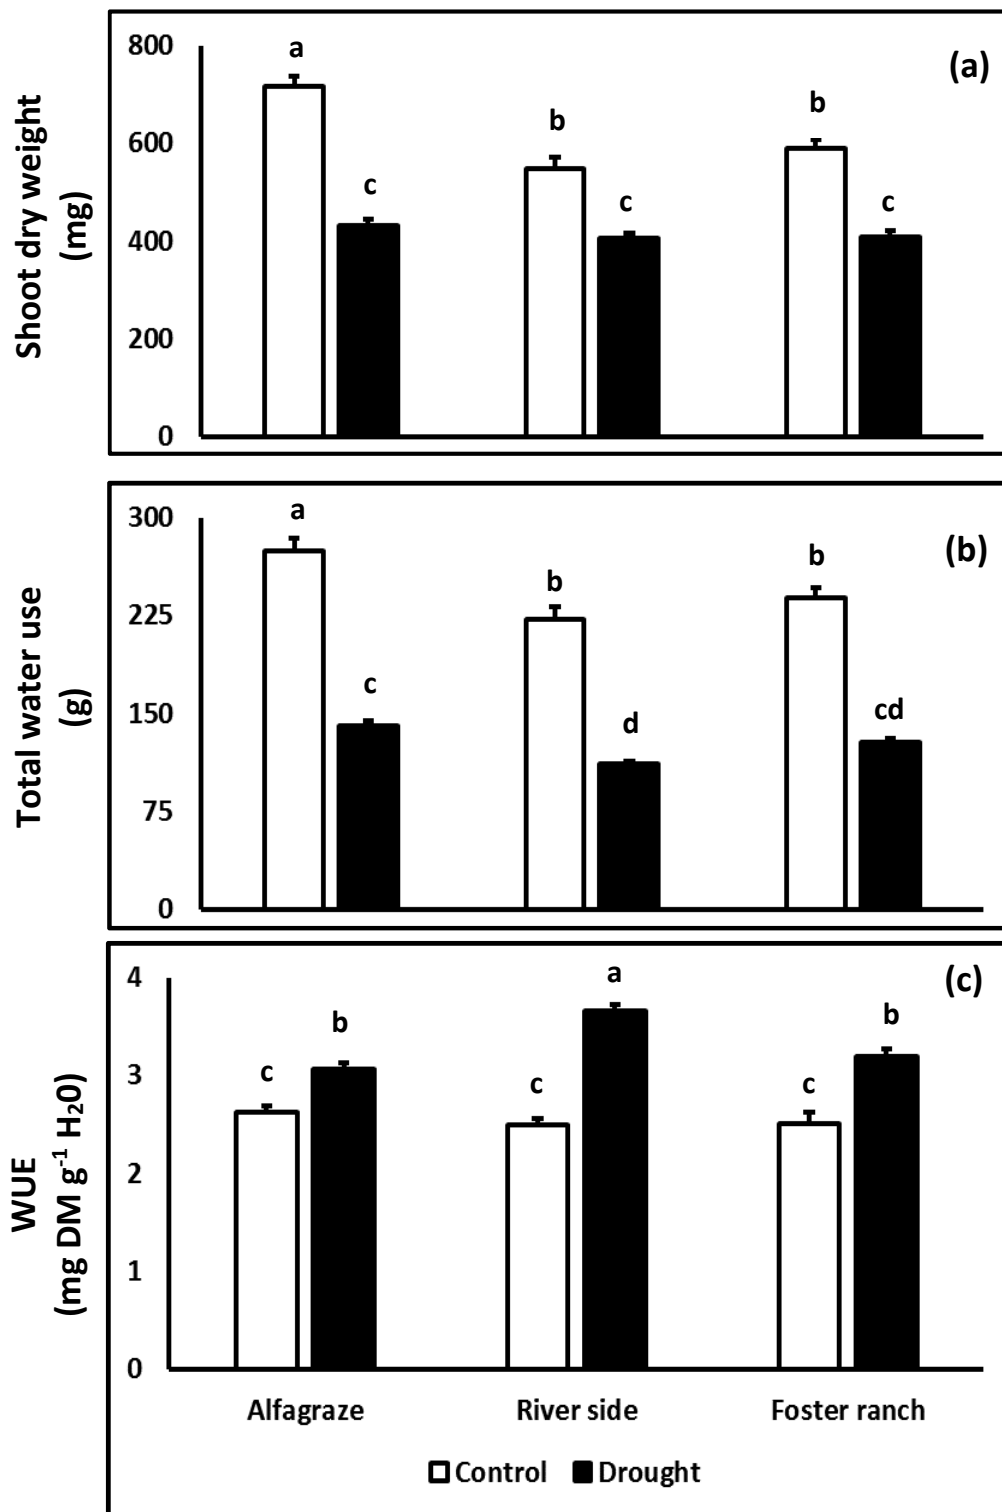 Shoot dry weight
(mg)
800
600
400
200
0
(a)
a
c
b
c
b
c
Total water use
(g)
300
225
150
75
0
(b)
a
c
b
d
b
cd
WUE
(mg DM g⁻¹ H₂0)
4
3
2
1
0
(c)
c
b
c
a
c
b
Alfagraze River side Foster ranch
Control Drought